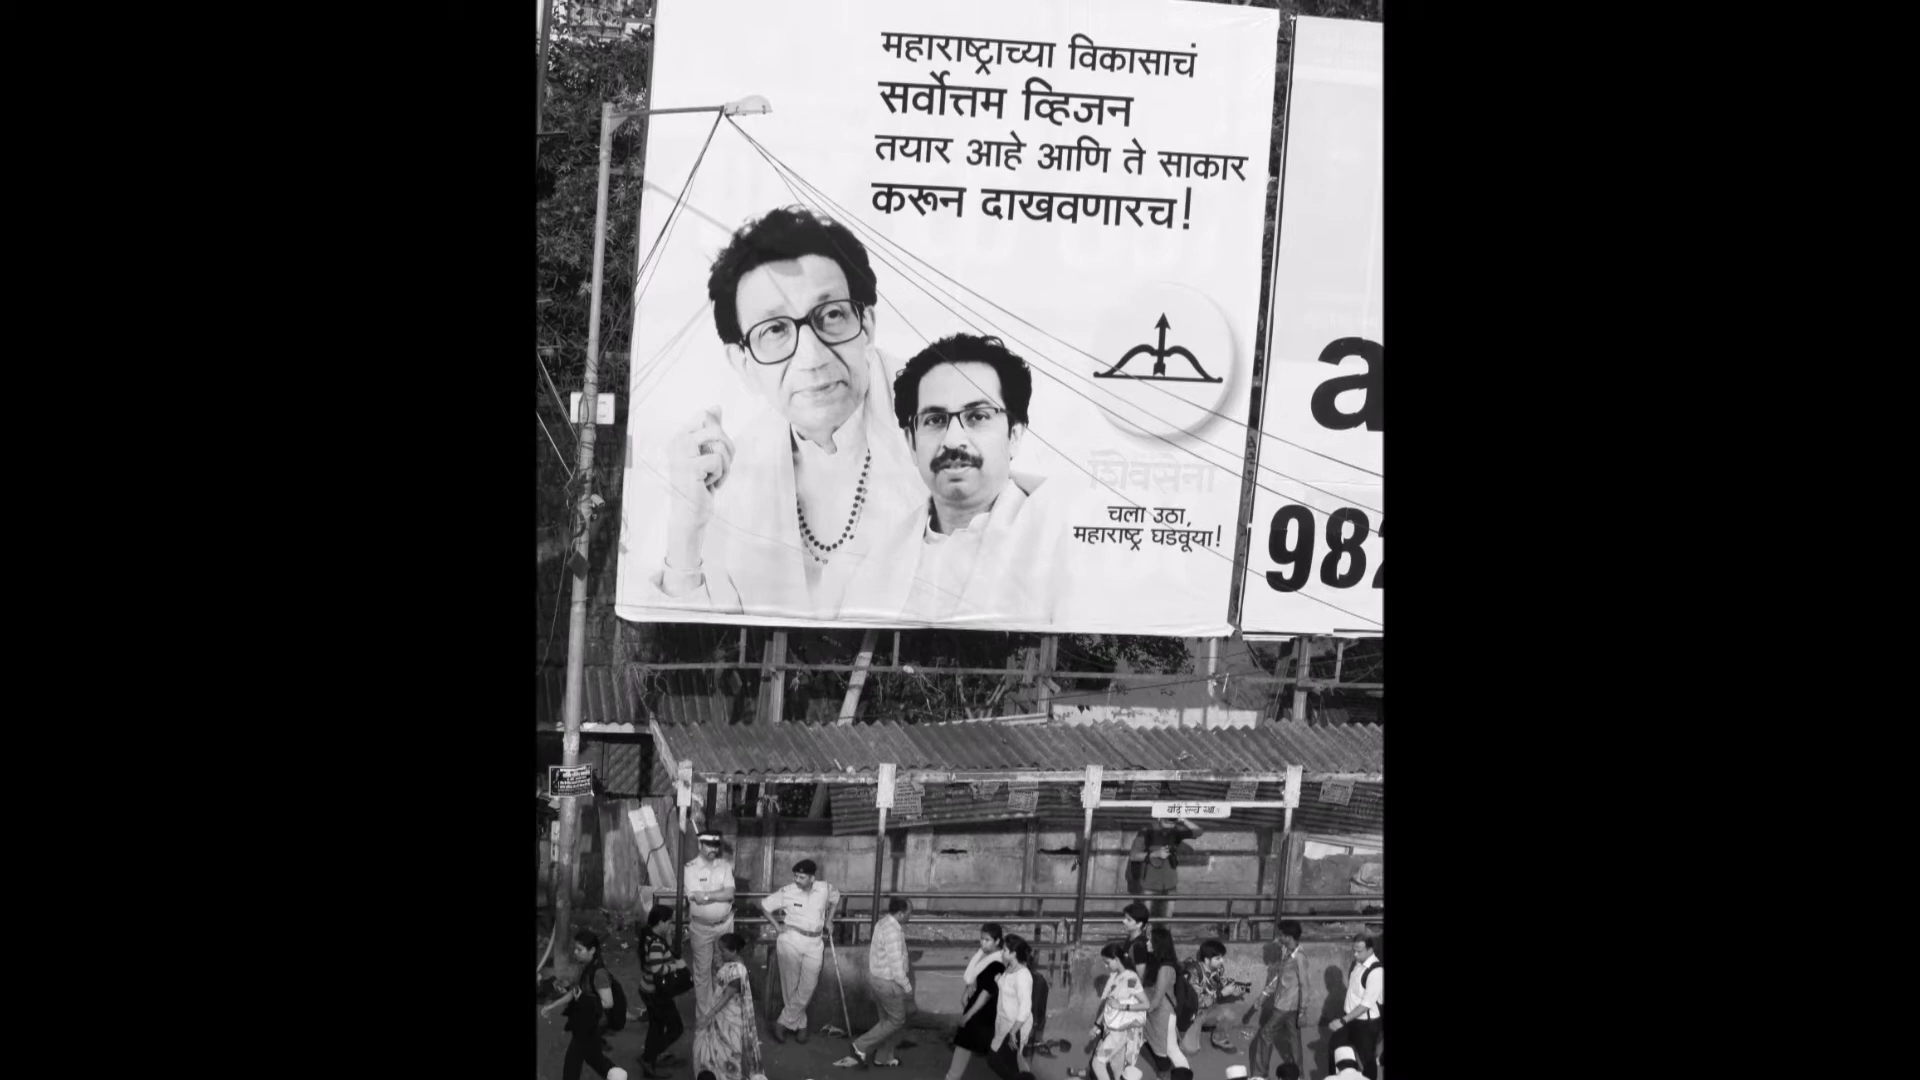 महाराष्ट्राच्या विकासाचं
सर्वोत्तम व्हिजन
तयार आहे आणि ते साकार
करून दाखवणारच!
शिवसेना
चला उठा,
महाराष्ट्र घडवूया!
a
982